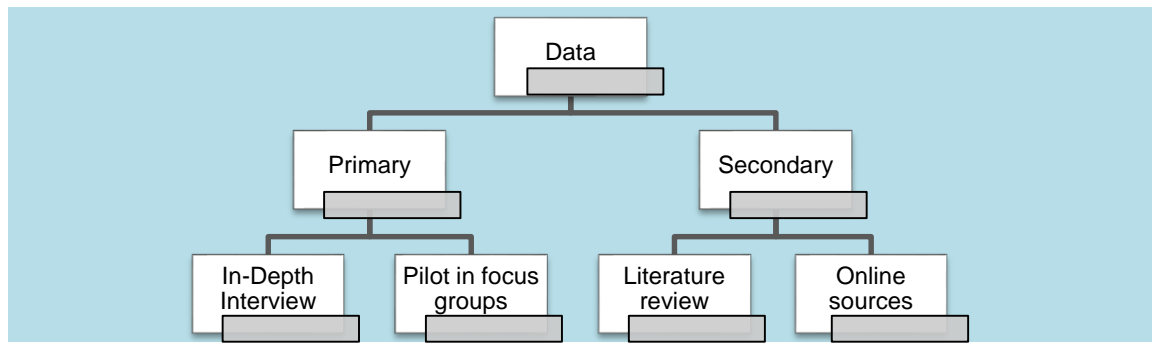 Data
Primary
Secondary
In-Depth
Interview
Pilot in focus
groups
Literature
review
Online
sources